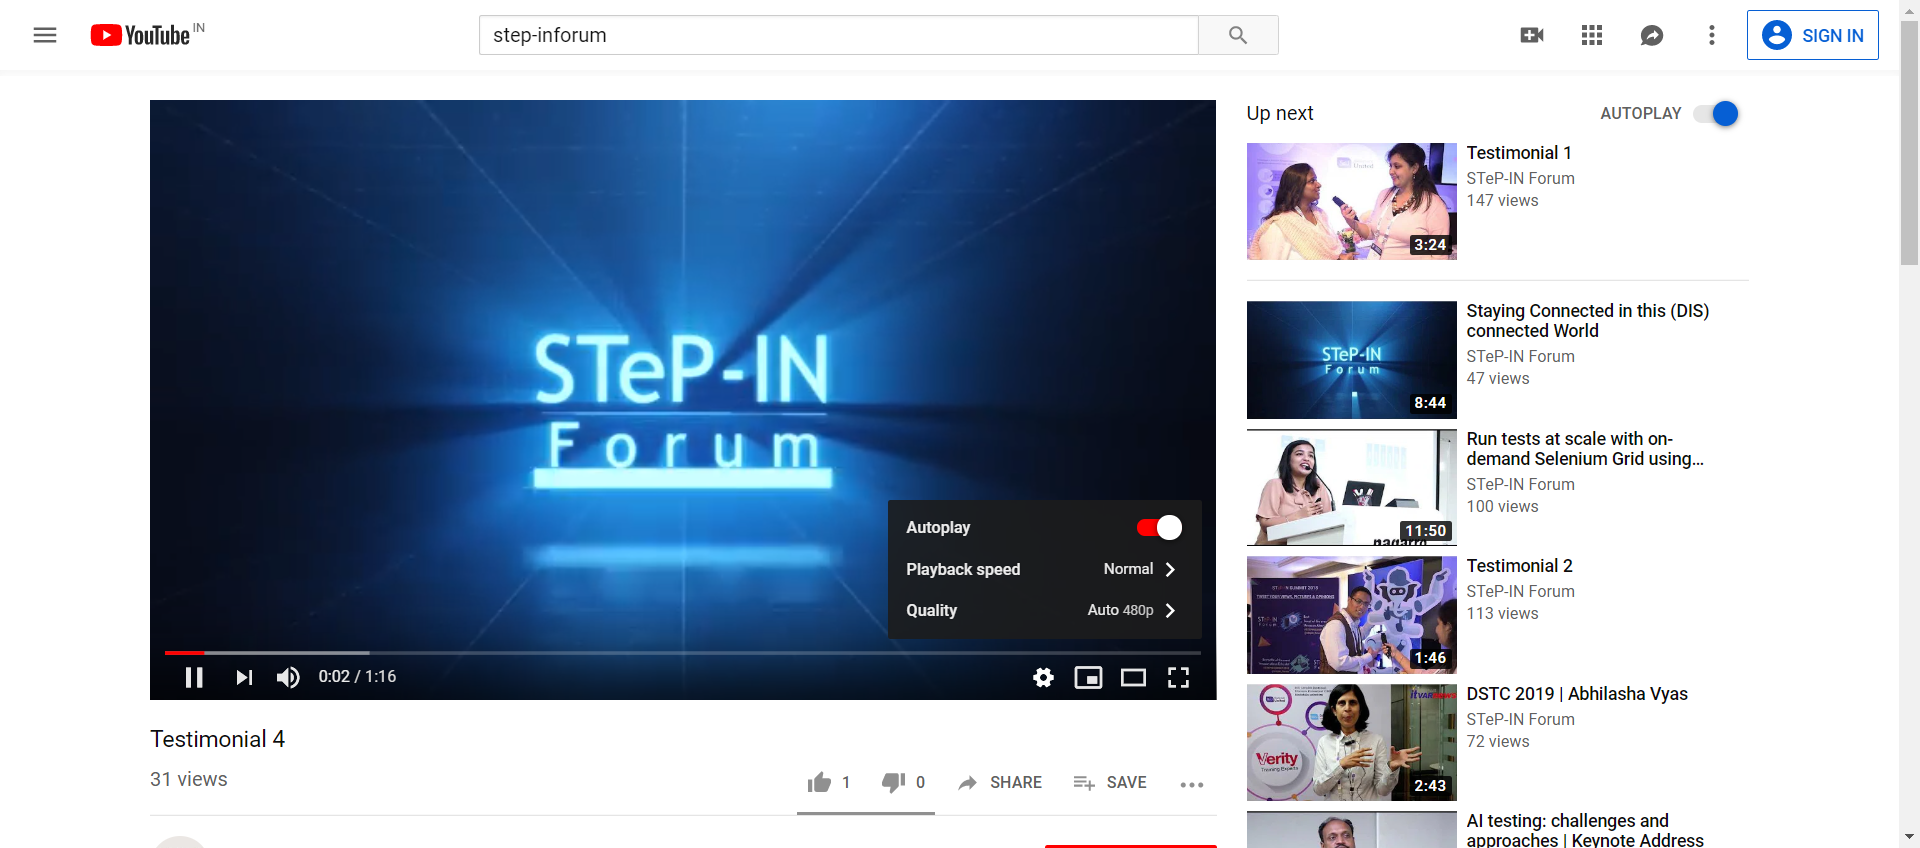 YouTube IN
step-inforum
SIGN IN
STeP-IN
Forum
Autoplay
Playback speed Normal
Quality Auto 480p
0:02 / 1:16
Testimonial 4
31 views
1 0 SHARE SAVE
Up next AUTOPLAY
3:24
Testimonial 1
STeP-IN Forum
147 views
STeP-IN
Forum
8:44
Staying Connected in this (DIS)
connected World
STeP-IN Forum
47 views
11:50
Run tests at scale with on-
demand Selenium Grid using...
STeP-IN Forum
100 views
1:46
Testimonial 2
STeP-IN Forum
113 views
Verity
Training Experts
2:43
DSTC 2019 | Abhilasha Vyas
STeP-IN Forum
72 views
AI testing: challenges and
approaches | Keynote Address